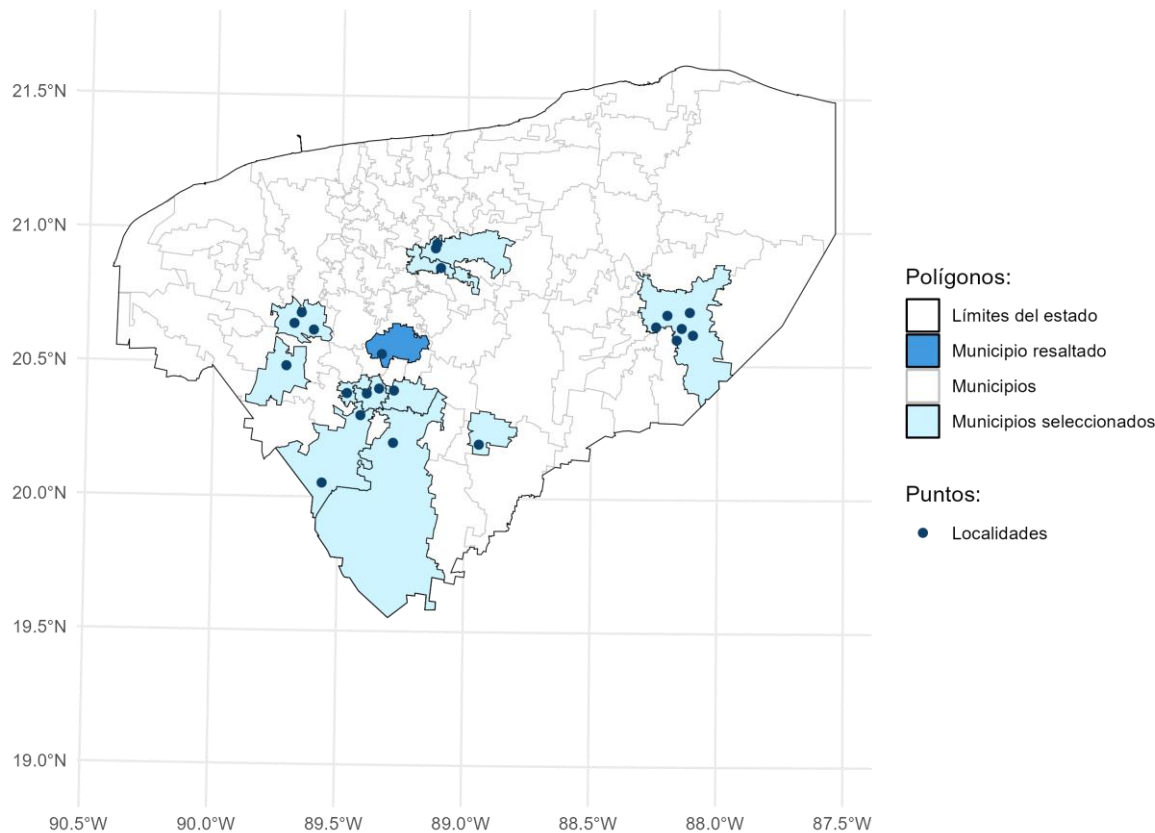 21.5°N
21.0°N
20.5°N
20.0°N
19.5°N
19.0°N
90.5°W
90.0°W
89.5°W
89.0°W
88.5°W
88.0°W
87.5°W
Polígonos:
Límites del estado
Municipio resaltado
Municipios
Municipios seleccionados
Puntos:
Localidades